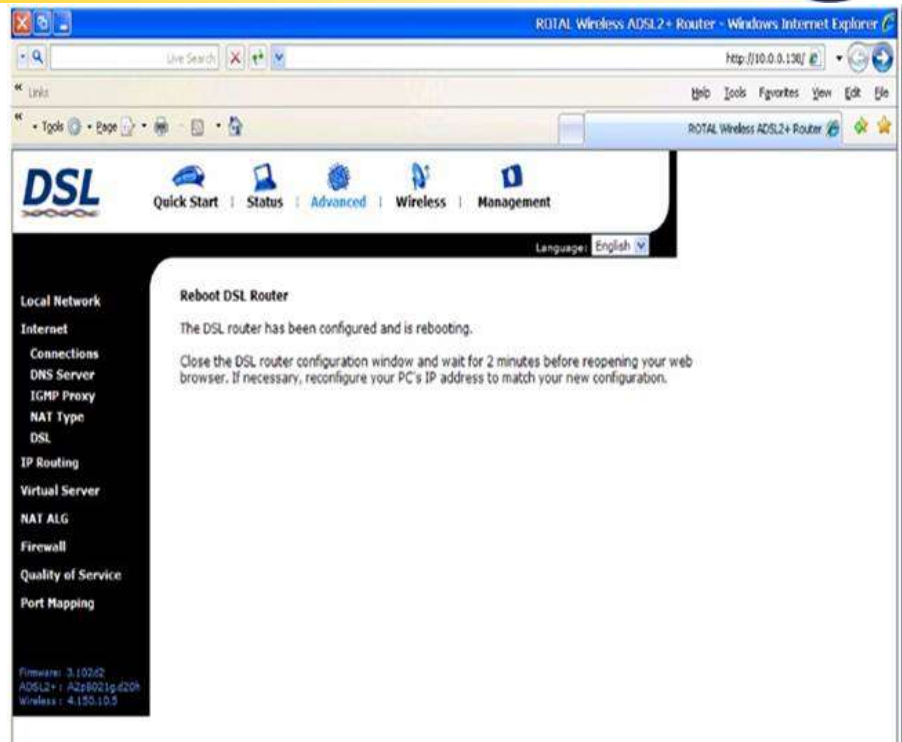 ROTAL Wireless ADSL2+ Router - Windows Internet Explorer
Live Search
http://10.0.0.138/
Links
Help Tools Favorites View Edit File
Tools Page
ROTAL Wireless ADSL2+ Router
DSL
Quick Start | Status | Advanced | Wireless | Management
Language: English
Local Network
Internet
Connections
DNS Server
IGMP Proxy
NAT Type
DSL
IP Routing
Virtual Server
NAT ALG
Firewall
Quality of Service
Port Mapping
Reboot DSL Router
The DSL router has been configured and is rebooting.
Close the DSL router configuration window and wait for 2 minutes before reopening your web
browser. If necessary, reconfigure your PC's IP address to match your new configuration.
Firmware: 3.102d2
ADSL2+ : A2pB021g.d20h
Wireless : 4.150.10.5